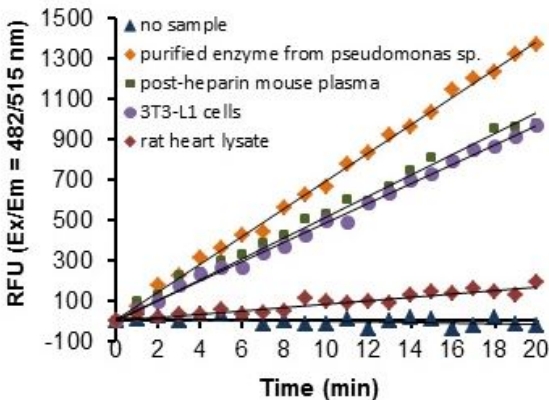 1500
1300
1100
900
700
500
300
100
-100
RFU (Ex/Em = 482/515 nm)
no sample
purified enzyme from pseudomonas sp.
post-heparin mouse plasma
3T3-L1 cells
rat heart lysate
0 2 4 6 8 10 12 14 16 18 20
Time (min)